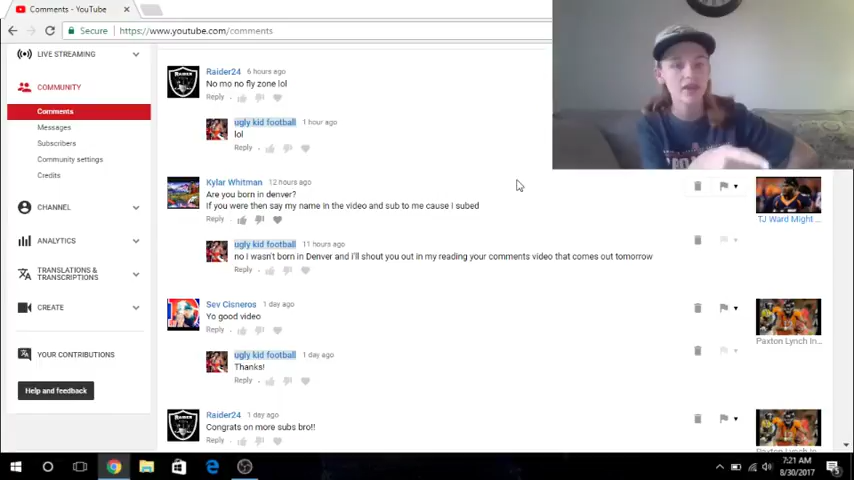 Comments - YouTube
Secure
https://www.youtube.com/comments
LIVE STREAMING
COMMUNITY
Comments
Messages
Subscribers
Community settings
Credits
CHANNEL
ANALYTICS
TRANSLATIONS &
TRANSCRIPTIONS
CREATE
YOUR CONTRIBUTIONS
Help and feedback
Raider24 6 hours ago
No mo no fly zone lol
Reply
ugly kid football 1 hour ago
lol
Reply
Kylar Whitman 12 hours ago
Are you born in denver?
If you were then say my name in the video and sub to me cause I subed
Reply
TJ Ward Might ...
ugly kid football 11 hours ago
no I wasn't born in Denver and I'll shout you out in my reading your comments video that comes out tomorrow
Reply
Sev Cisneros 1 day ago
Yo good video
Reply
Paxton Lynch In...
ugly kid football 1 day ago
Thanks!
Reply
Raider24 1 day ago
Congrats on more subs bro!!
Reply
Paxton Lynch In...
7:21 AM
8/30/2017